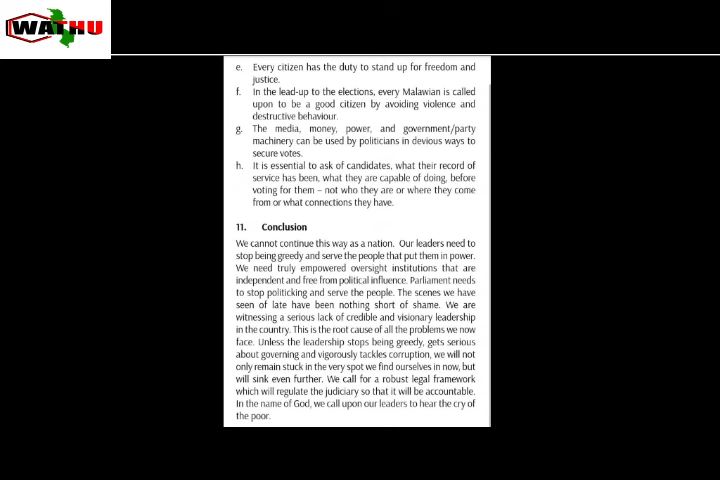 WATHU
e. Every citizen has the duty to stand up for freedom and
justice.
f. In the lead-up to the elections, every Malawian is called
upon to be a good citizen by avoiding violence and
destructive behaviour.
g. The media, money, power, and government/party
machinery can be used by politicians in devious ways to
secure votes.
h. It is essential to ask of candidates, what their record of
service has been, what they are capable of doing, before
voting for them – not who they are or where they come
from or what connections they have.
11. Conclusion
We cannot continue this way as a nation. Our leaders need to
stop being greedy and serve the people that put them in power.
We need truly empowered oversight institutions that are
independent and free from political influence. Parliament needs
to stop politicking and serve the people. The scenes we have
seen of late have been nothing short of shame. We are
witnessing a serious lack of credible and visionary leadership
in the country. This is the root cause of all the problems we now
face. Unless the leadership stops being greedy, gets serious
about governing and vigorously tackles corruption, we will not
only remain stuck in the very spot we find ourselves in now, but
will sink even further. We call for a robust legal framework
which will regulate the judiciary so that it will be accountable.
In the name of God, we call upon our leaders to hear the cry of
the poor.